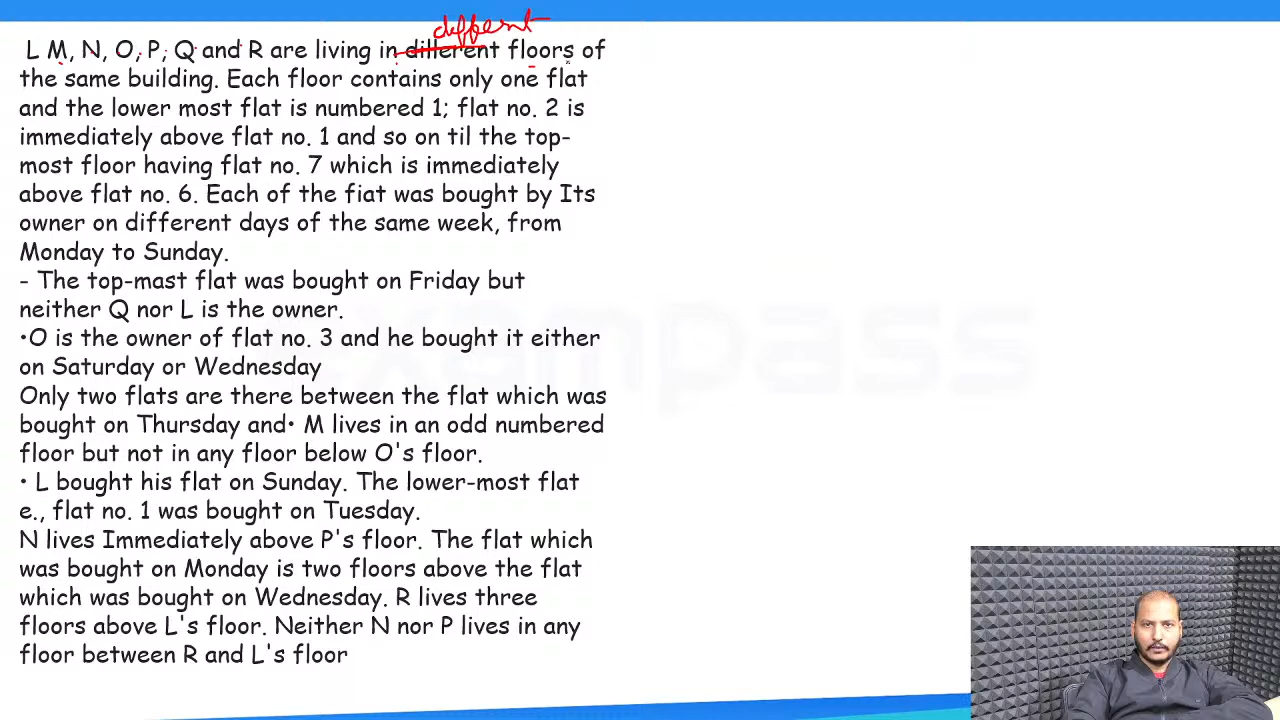 different
L M, N, O, P, Q and R are living in different floors of
the same building. Each floor contains only one flat
and the lower most flat is numbered 1; flat no. 2 is
immediately above flat no. 1 and so on til the top-
most floor having flat no. 7 which is immediately
above flat no. 6. Each of the fiat was bought by Its
owner on different days of the same week, from
Monday to Sunday.
- The top-mast flat was bought on Friday but
neither Q nor L is the owner.
•O is the owner of flat no. 3 and he bought it either
on Saturday or Wednesday
Only two flats are there between the flat which was
bought on Thursday and• M lives in an odd numbered
floor but not in any floor below O's floor.
• L bought his flat on Sunday. The lower-most flat
e., flat no. 1 was bought on Tuesday.
N lives Immediately above P's floor. The flat which
was bought on Monday is two floors above the flat
which was bought on Wednesday. R lives three
floors above L's floor. Neither N nor P lives in any
floor between R and L's floor
exampass